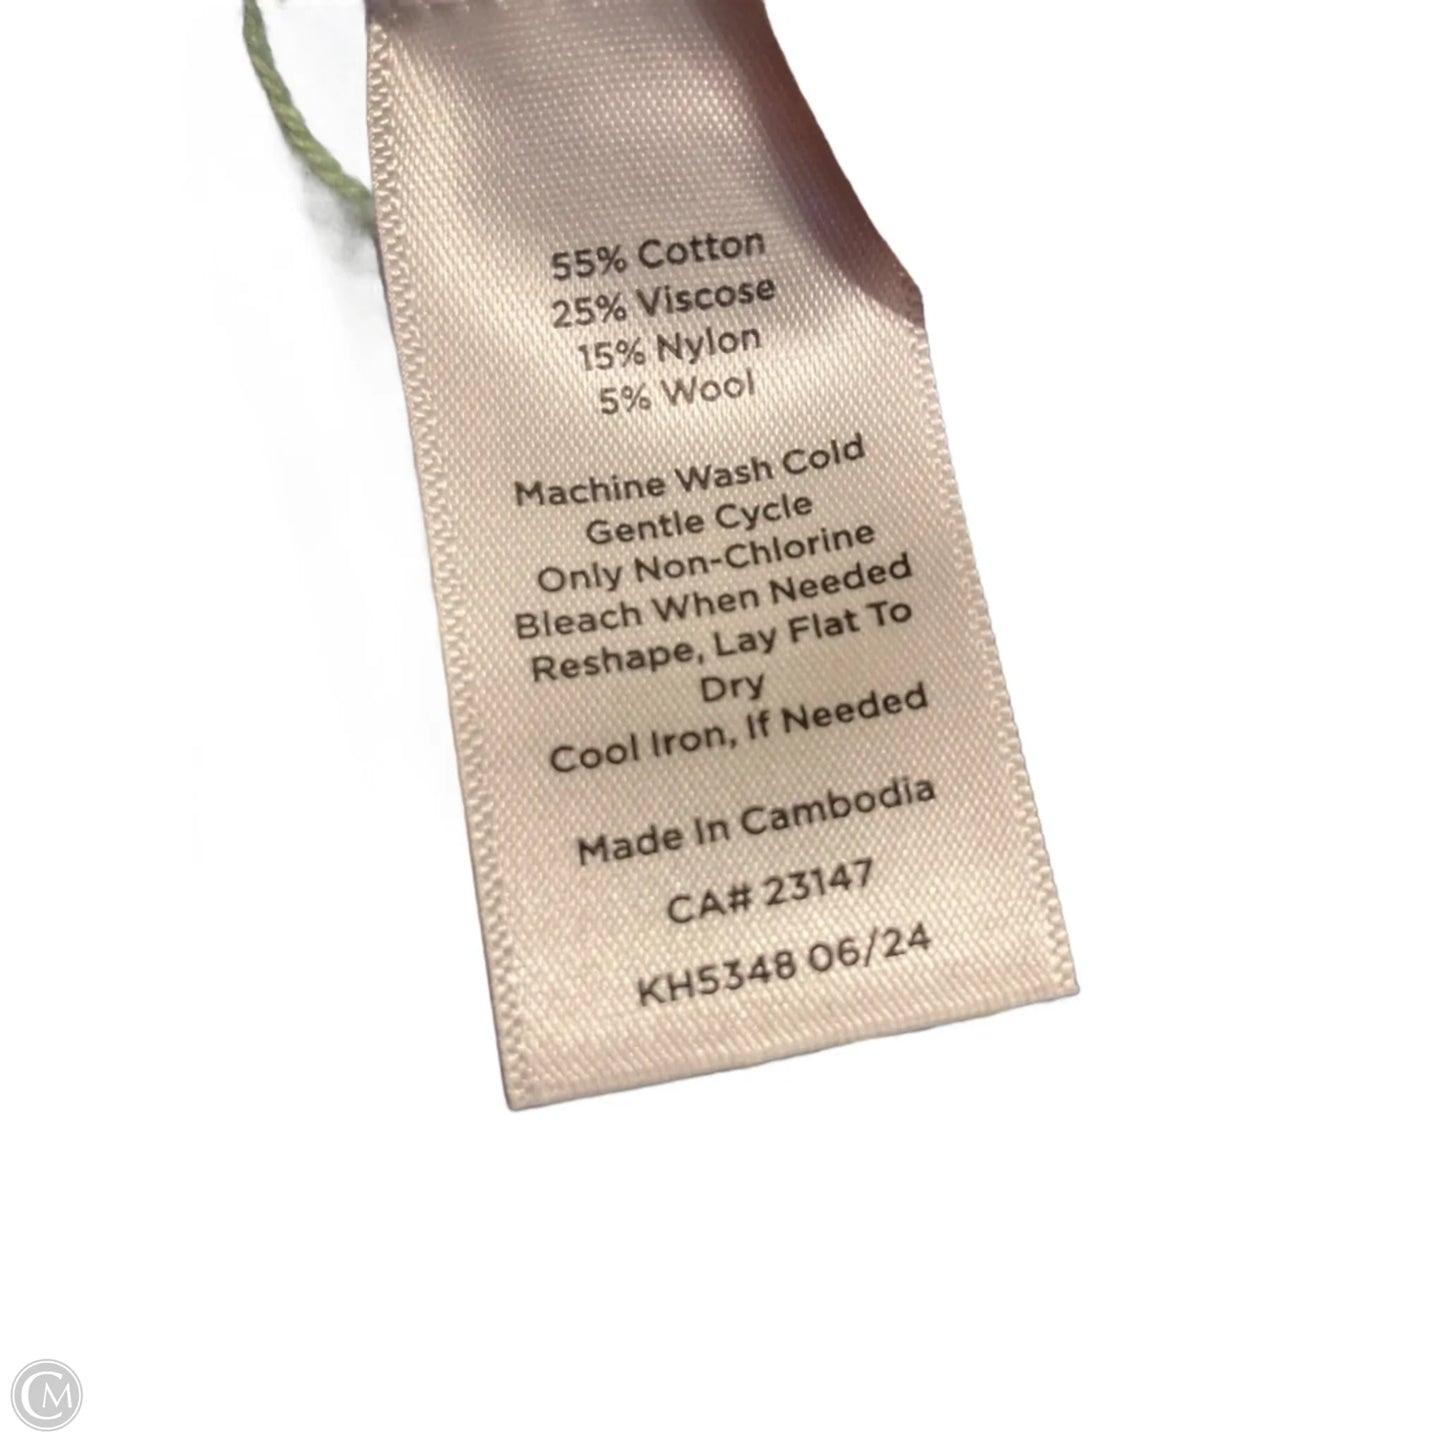 55% Cotton
25% Viscose
15% Nylon
5% Wool
Machine Wash Cold
Gentle Cycle
Only Non-Chlorine
Bleach When Needed
Reshape, Lay Flat To
Dry
Cool Iron, If Needed
Made In Cambodia
CA# 23147
KH5348 06/24
CM